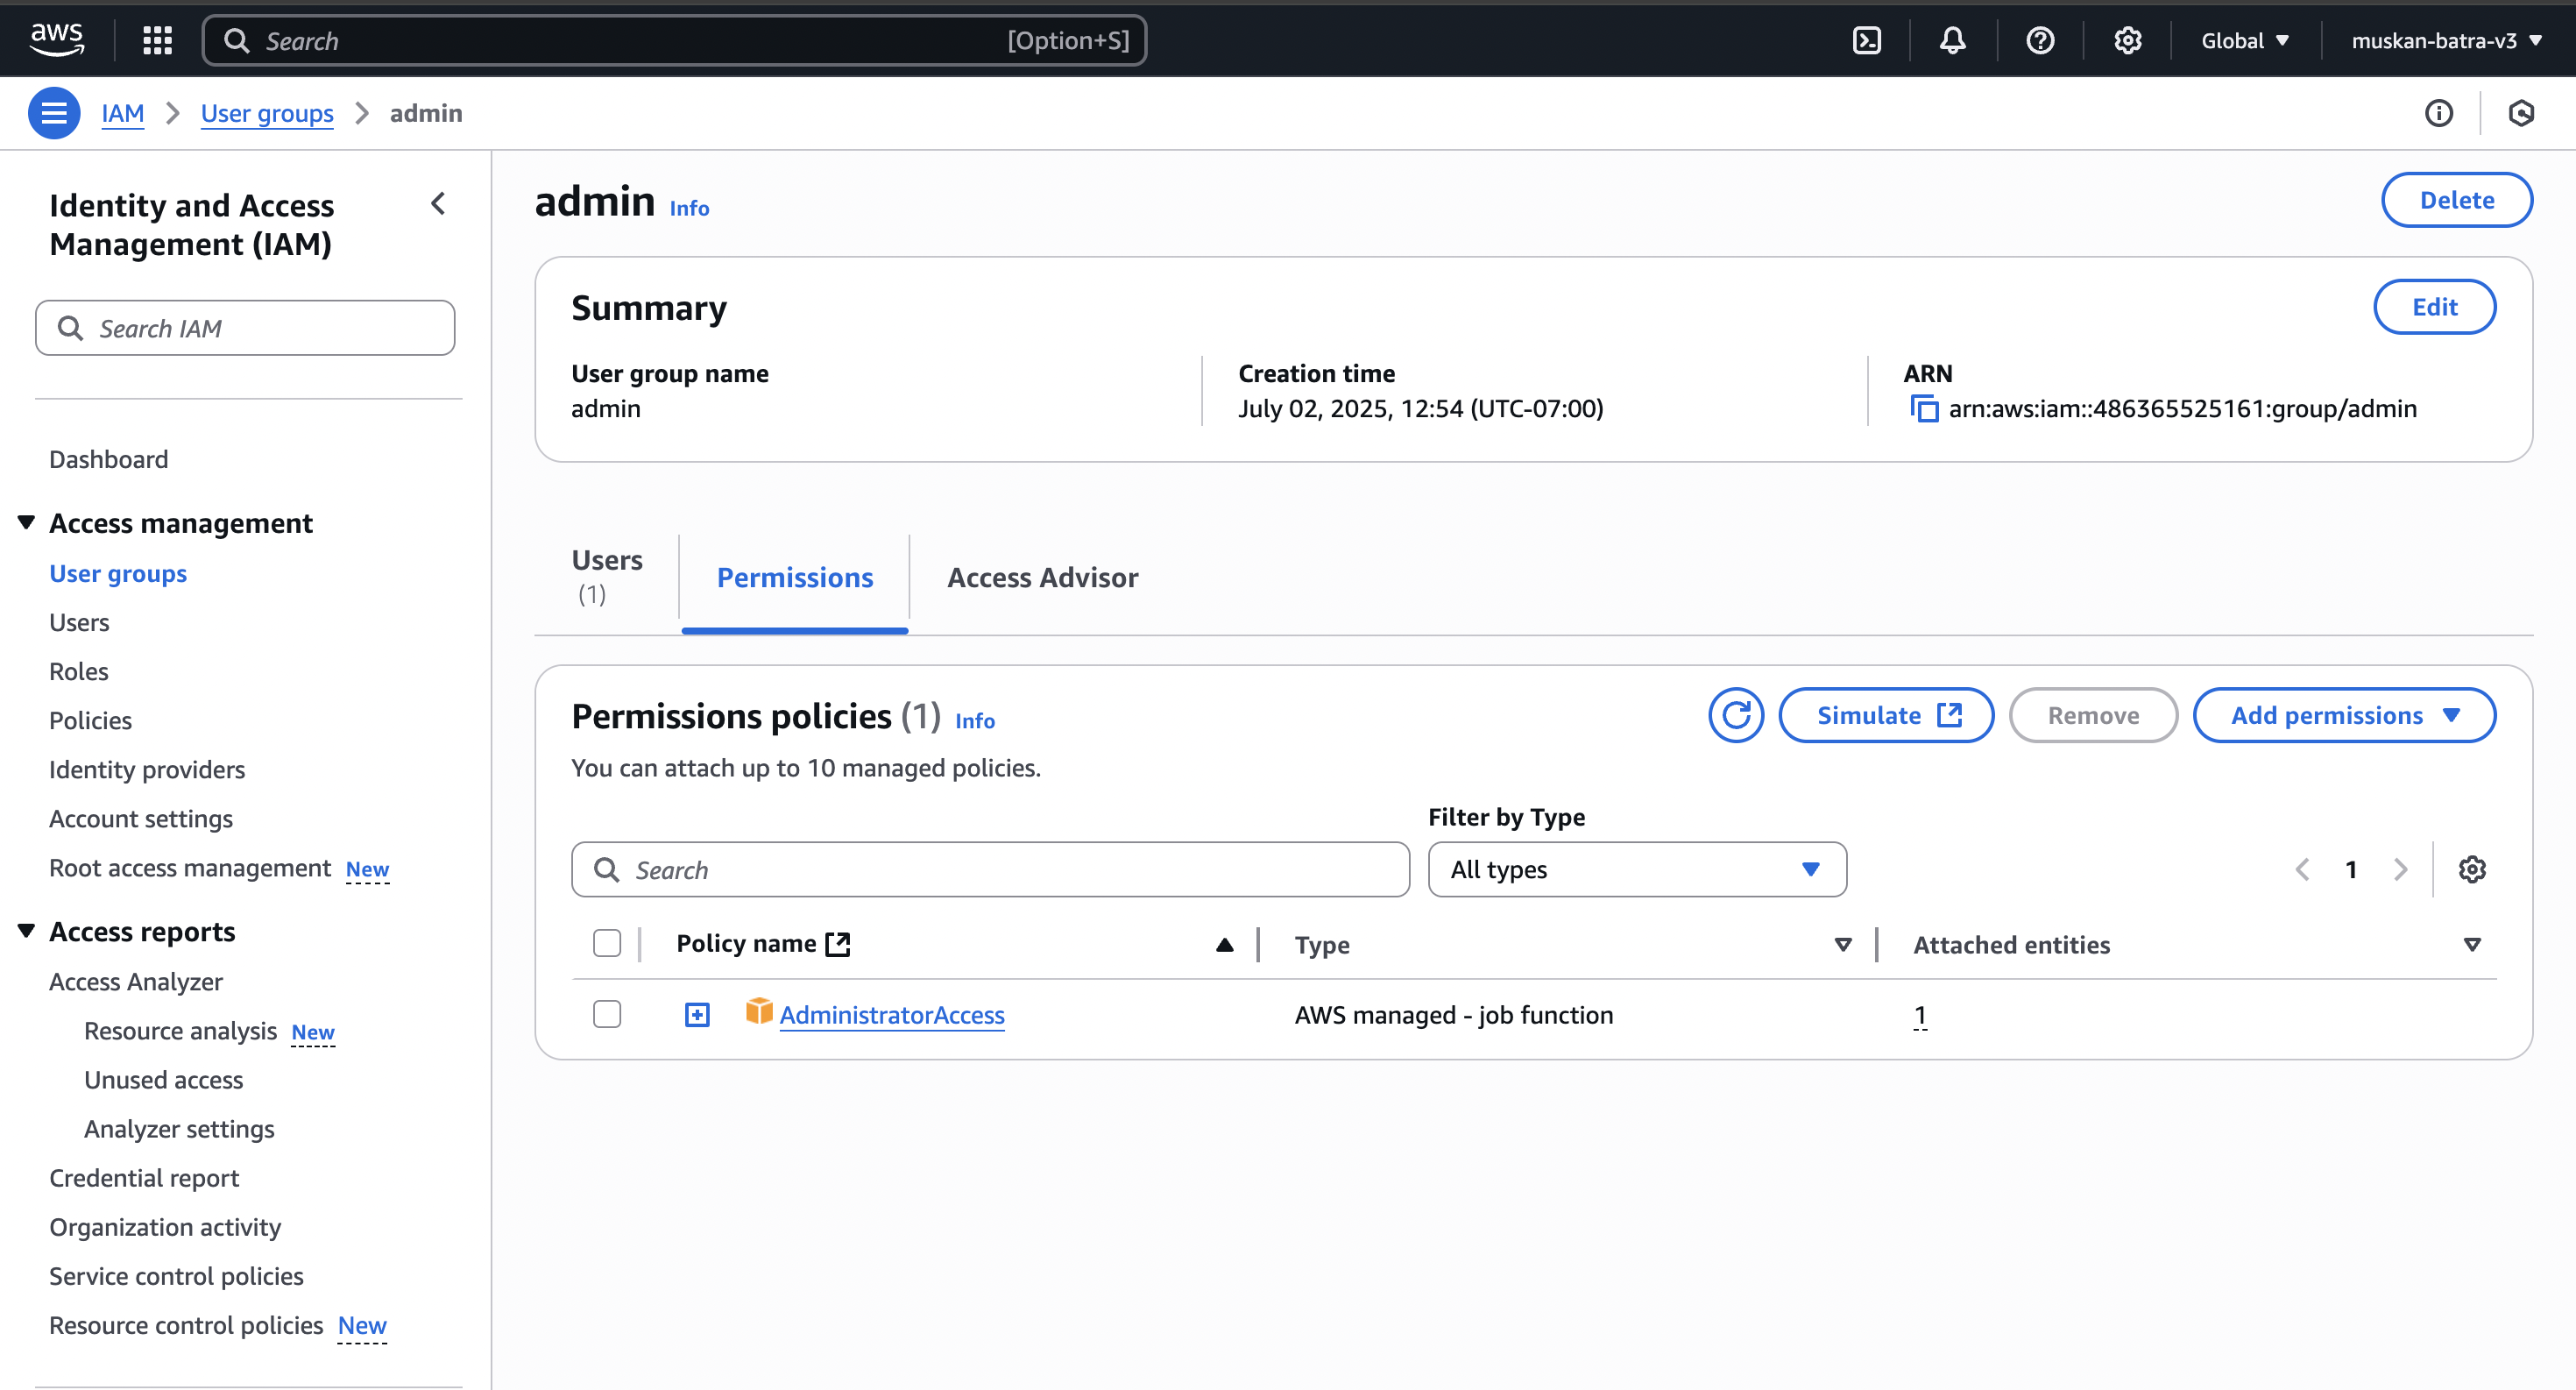 aws
Search [Option+S]
Global
muskan-batra-v3
IAM
User groups
admin
Identity and Access
Management (IAM)
Search IAM
Dashboard
Access management
User groups
Users
Roles
Policies
Identity providers
Account settings
Root access management New
Access reports
Access Analyzer
Resource analysis New
Unused access
Analyzer settings
Credential report
Organization activity
Service control policies
Resource control policies New
admin Info
Delete
Summary
Edit
User group name
admin
Creation time
July 02, 2025, 12:54 (UTC-07:00)
ARN
arn:aws:iam::486365525161:group/admin
Users
(1)
Permissions
Access Advisor
Permissions policies (1) Info
Simulate
Remove
Add permissions
You can attach up to 10 managed policies.
Filter by Type
Search
All types
1
Policy name
Type
Attached entities
AdministratorAccess
AWS managed - job function
1